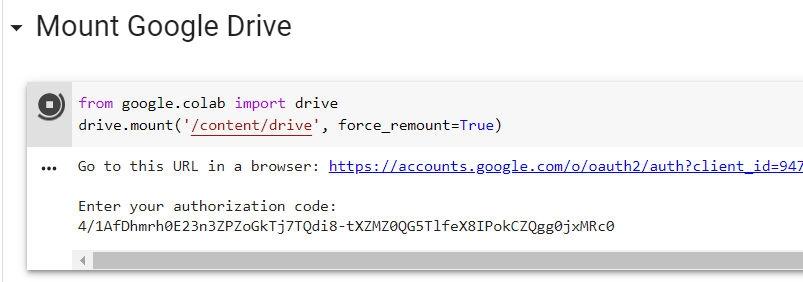 Mount Google Drive
from google.colab import drive
drive.mount('/content/drive', force_remount=True)
Go to this URL in a browser: https://accounts.google.com/o/oauth2/auth?client_id=947
Enter your authorization code:
4/1AfDhmrh0E23n3ZPZoGkTj7TQdi8-tXZMZ0QG5TlfeX8IPokCZQgg0jxMRc0